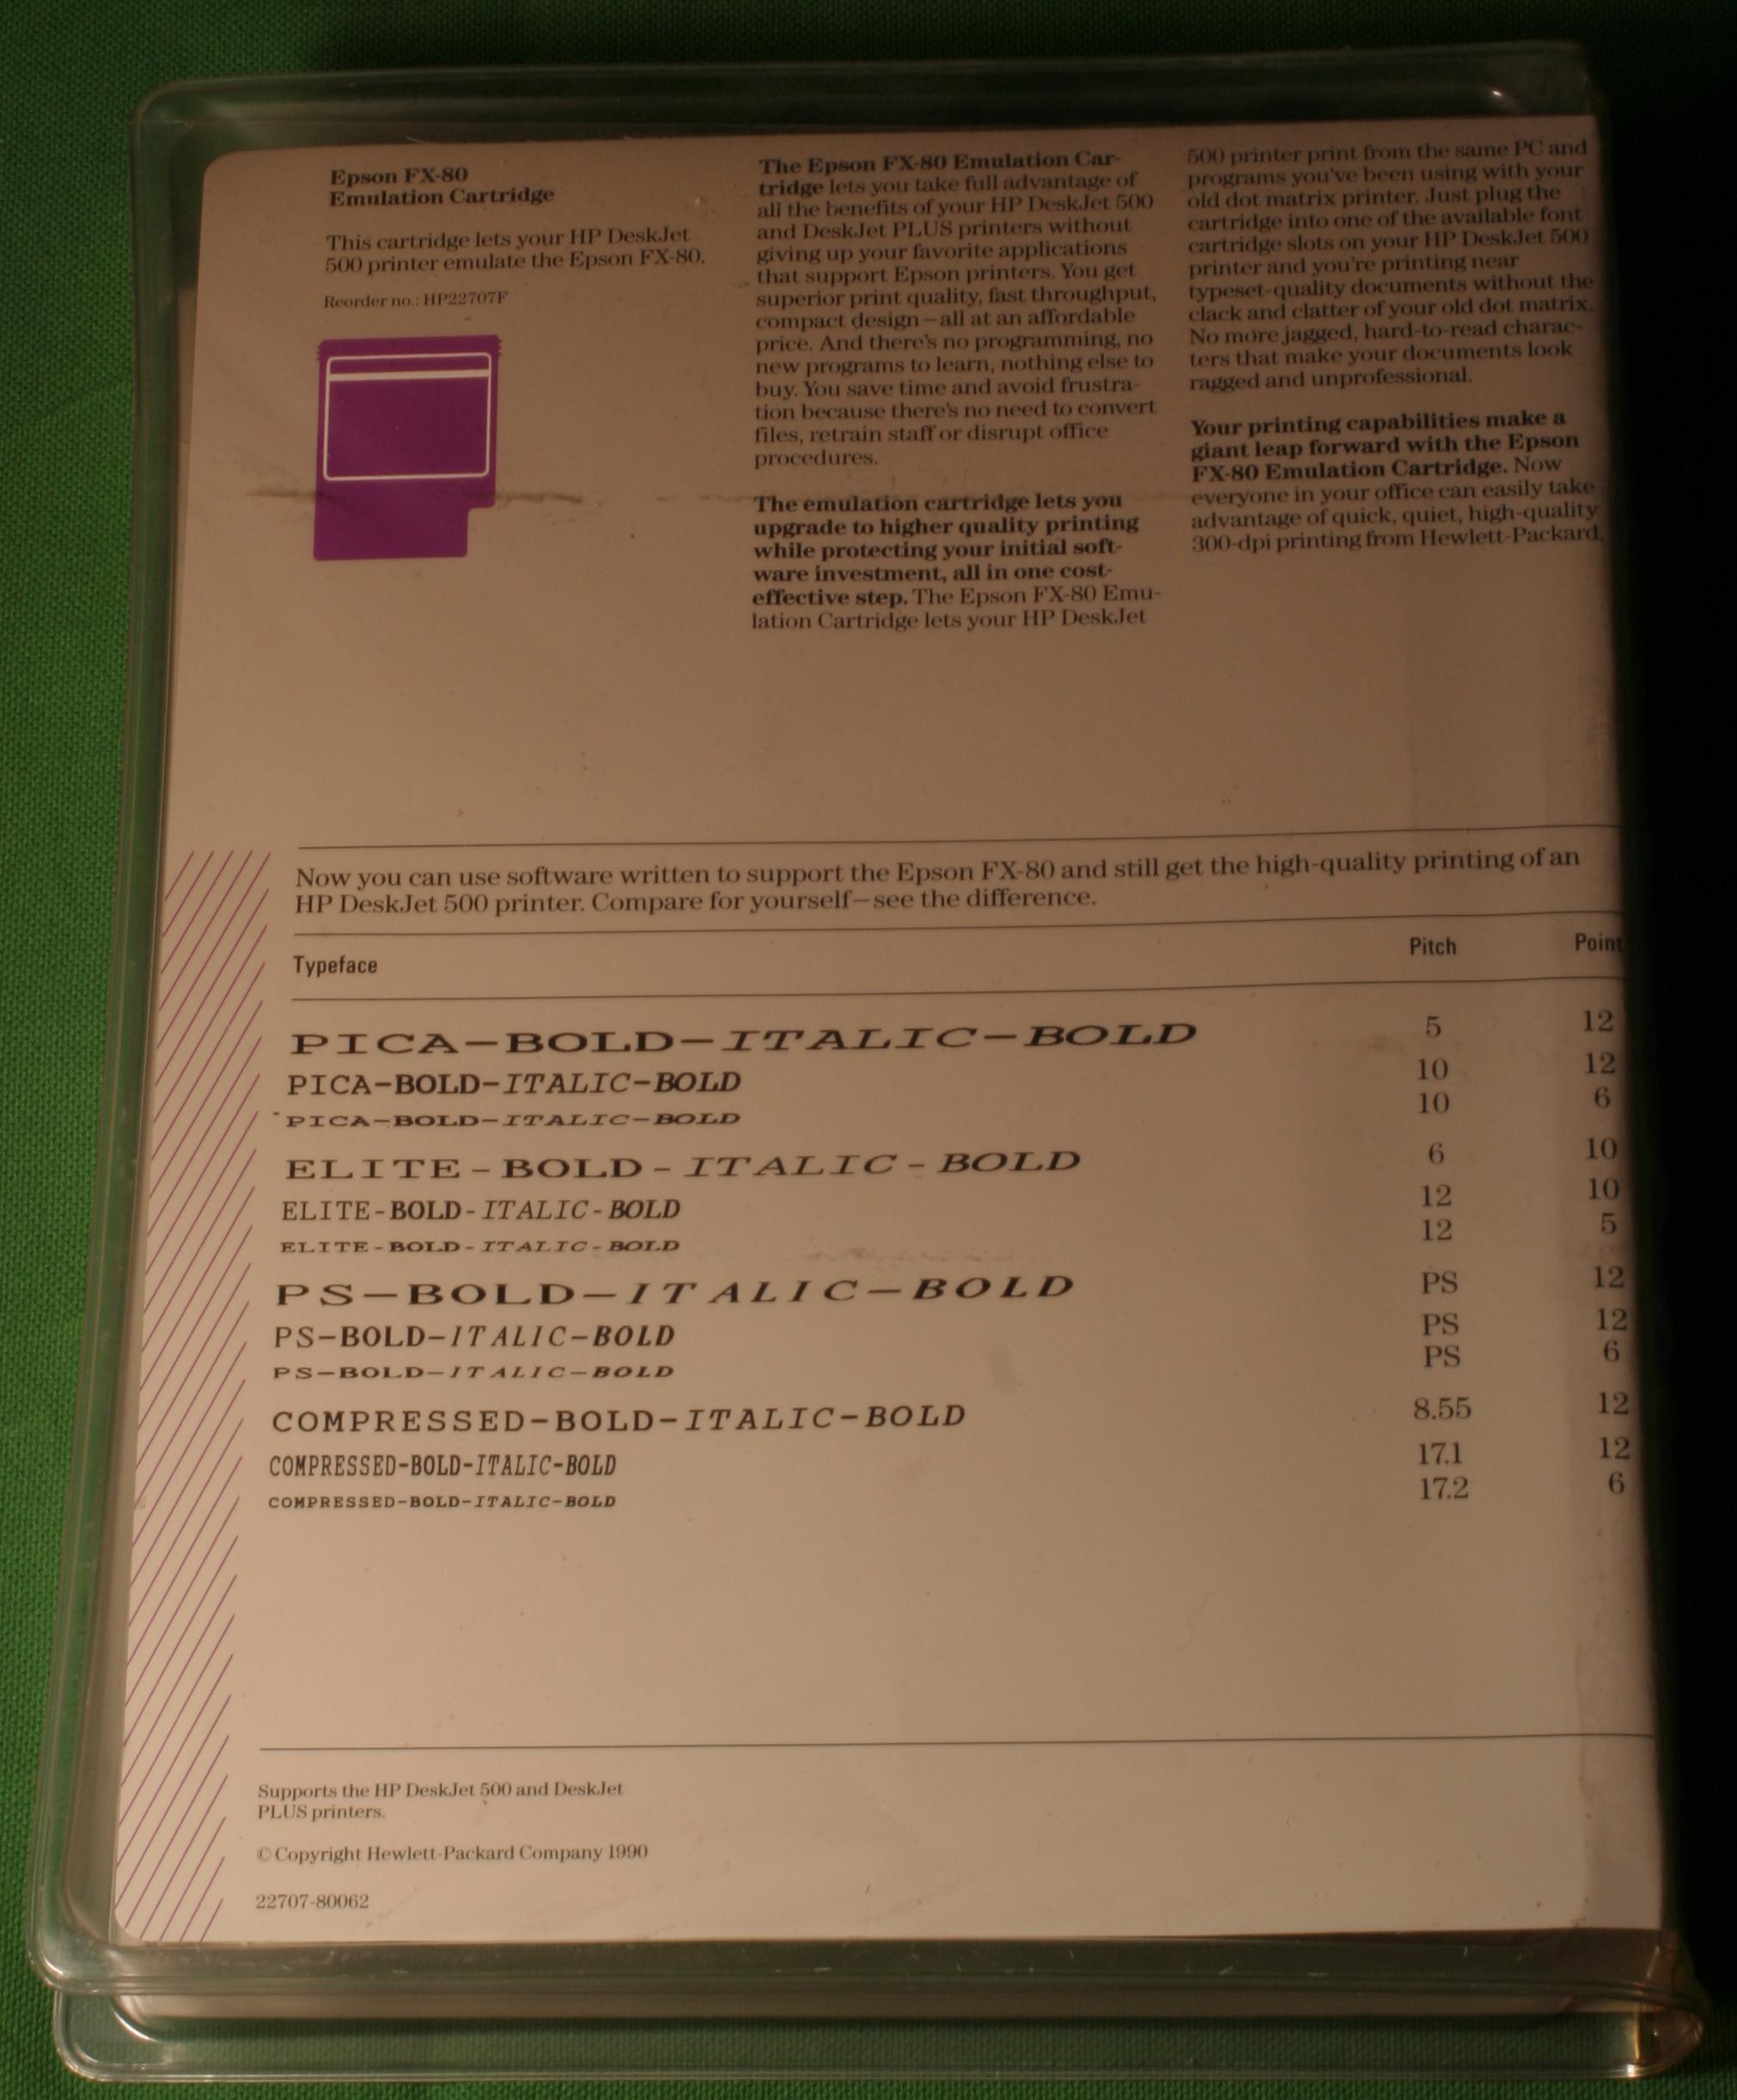 Epson FX-80
Emulation Cartridge
This cartridge lets your HP DeskJet
500 printer emulate the Epson FX-80.
Reorder no.: HP22707F
The Epson FX-80 Emulation Car-
tridge lets you take full advantage of
all the benefits of your HP DeskJet 500
and DeskJet PLUS printers without
giving up your favorite applications
that support Epson printers. You get
superior print quality, fast throughput,
compact design—all at an affordable
price. And there's no programming, no
new programs to learn, nothing else to
buy. You save time and avoid frustra-
tion because there's no need to convert
files, retrain staff or disrupt office
procedures.
The emulation cartridge lets you
upgrade to higher quality printing
while protecting your initial soft-
ware investment, all in one cost-
effective step. The Epson FX-80 Emu-
lation Cartridge lets your HP DeskJet
500 printer print from the same PC and
programs you've been using with your
old dot matrix printer. Just plug the
cartridge into one of the available font
cartridge slots on your HP DeskJet 500
printer and you're printing near
typeset-quality documents without the
clack and clatter of your old dot matrix.
No more jagged, hard-to-read charac-
ters that make your documents look
ragged and unprofessional.
Your printing capabilities make a
giant leap forward with the Epson
FX-80 Emulation Cartridge. Now
everyone in your office can easily take
advantage of quick, quiet, high-quality
300-dpi printing from Hewlett-Packard.
Now you can use software written to support the Epson FX-80 and still get the high-quality printing of an
HP DeskJet 500 printer. Compare for yourself—see the difference.
Typeface Pitch Point
PICA-BOLD-ITALIC-BOLD 5 12
PICA-BOLD-ITALIC-BOLD 10 12
PICA-BOLD-ITALIC-BOLD 10 6
ELITE-BOLD-ITALIC-BOLD 6 10
ELITE-BOLD-ITALIC-BOLD 12 10
ELITE-BOLD-ITALIC-BOLD 12 5
PS-BOLD-ITALIC-BOLD PS 12
PS-BOLD-ITALIC-BOLD PS 12
PS-BOLD-ITALIC-BOLD PS 6
COMPRESSED-BOLD-ITALIC-BOLD 8.55 12
COMPRESSED-BOLD-ITALIC-BOLD 17.1 12
COMPRESSED-BOLD-ITALIC-BOLD 17.2 6
Supports the HP DeskJet 500 and DeskJet
PLUS printers.
© Copyright Hewlett-Packard Company 1990
22707-80062